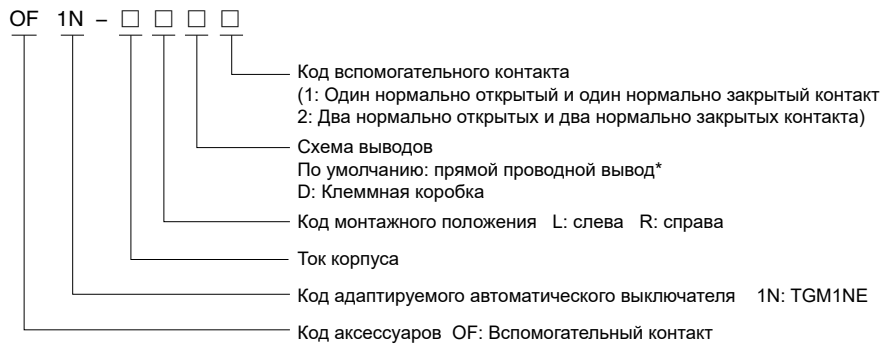 OF 1N – □ □ □ □
Код вспомогательного контакта
(1: Один нормально открытый и один нормально закрытый контакт
2: Два нормально открытых и два нормально закрытых контакта)
Схема выводов
По умолчанию: прямой проводной вывод*
D: Клеммная коробка
Код монтажного положения L: слева R: справа
Ток корпуса
Код адаптируемого автоматического выключателя 1N: TGM1NE
Код аксессуаров OF: Вспомогательный контакт